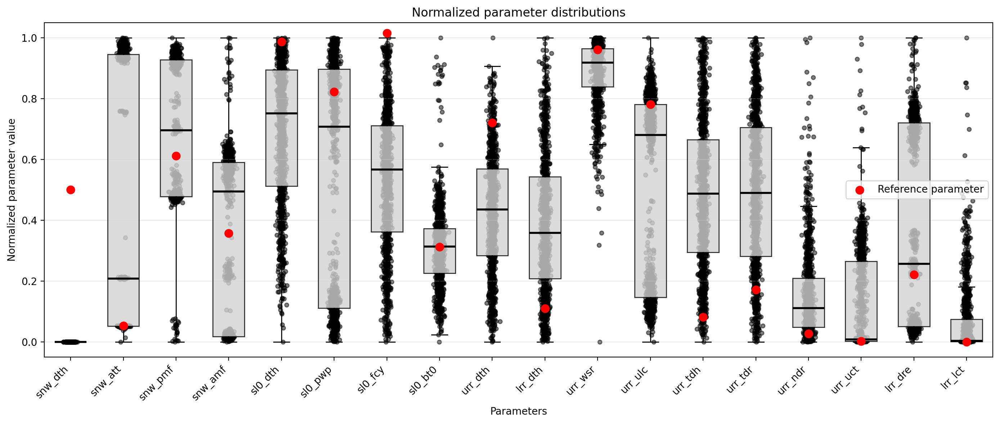 Normalized parameter distributions
Normalized parameter value
1.0
0.8
0.6
0.4
0.2
0.0
Reference parameter
snw_dth
snw_att
snw_pmf
snw_amf
sl0_dth
sl0_pwp
sl0_fcy
sl0_bt0
urr_dth
lrr_dth
urr_wsr
urr_ulc
urr_tdh
urr_tdr
urr_ndr
urr_uct
lrr_dre
lrr_lct
Parameters